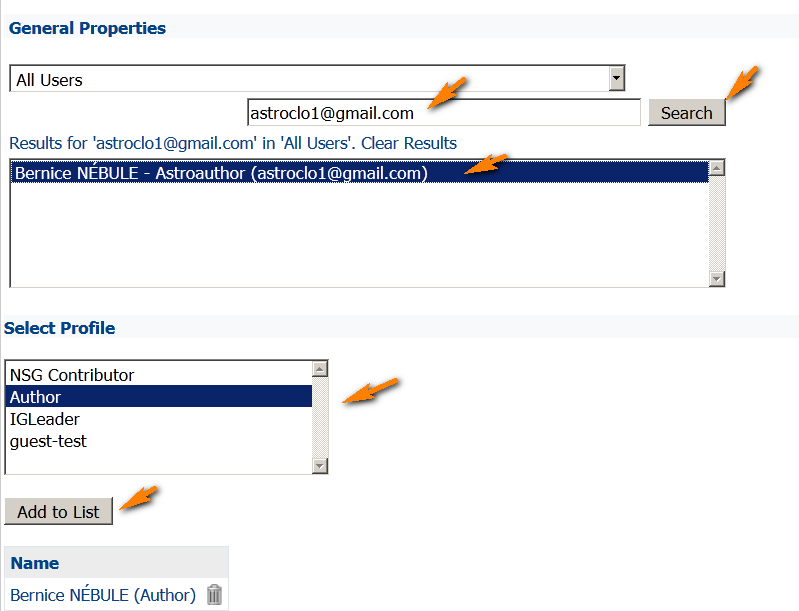 General Properties
All Users
astroclo1@gmail.com
Search
Results for 'astroclo1@gmail.com' in 'All Users'. Clear Results
Bernice NÉBULE - Astroauthor (astroclo1@gmail.com)
Select Profile
NSG Contributor
Author
IGLeader
guest-test
Add to List
Name
Bernice NÉBULE (Author)